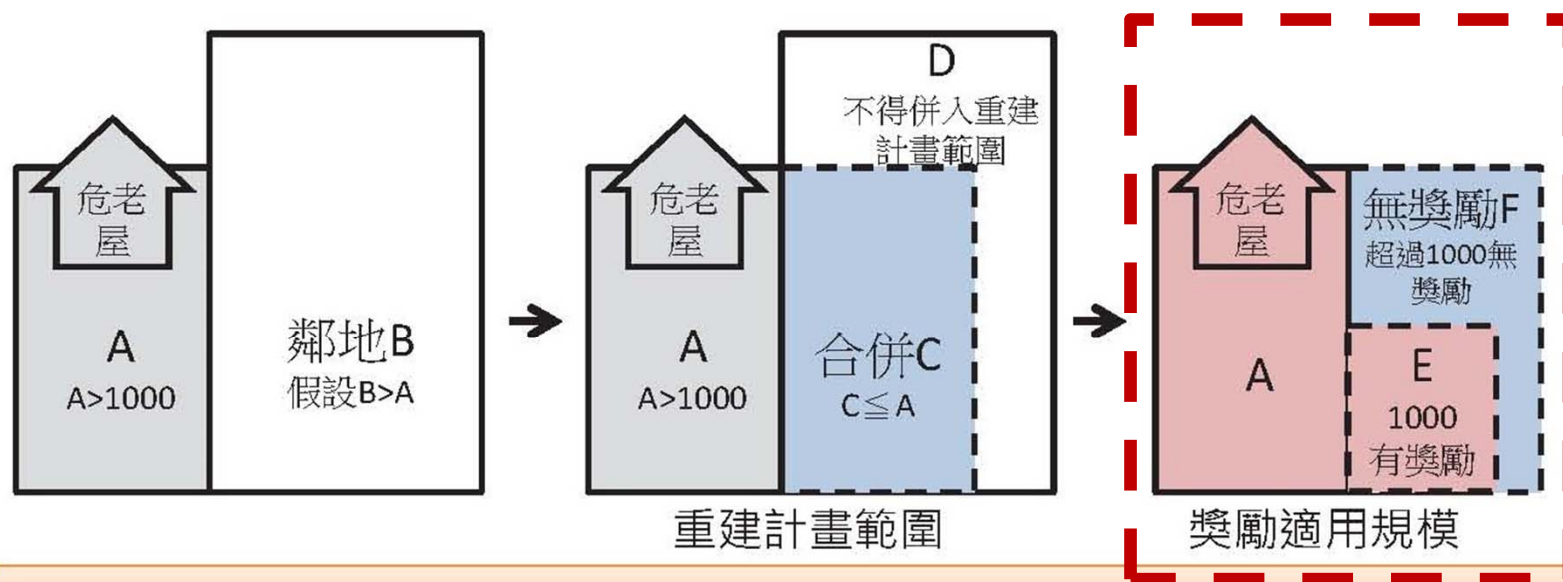 危老
屋
A
A>1000
鄰地B
假設B>A
D
不得併入重建
計畫範圍
危老
屋
A
A>1000
合併C
C≦A
重建計畫範圍
危老
屋
A
無獎勵F
超過1000無
獎勵
E
1000
有獎勵
獎勵適用規模